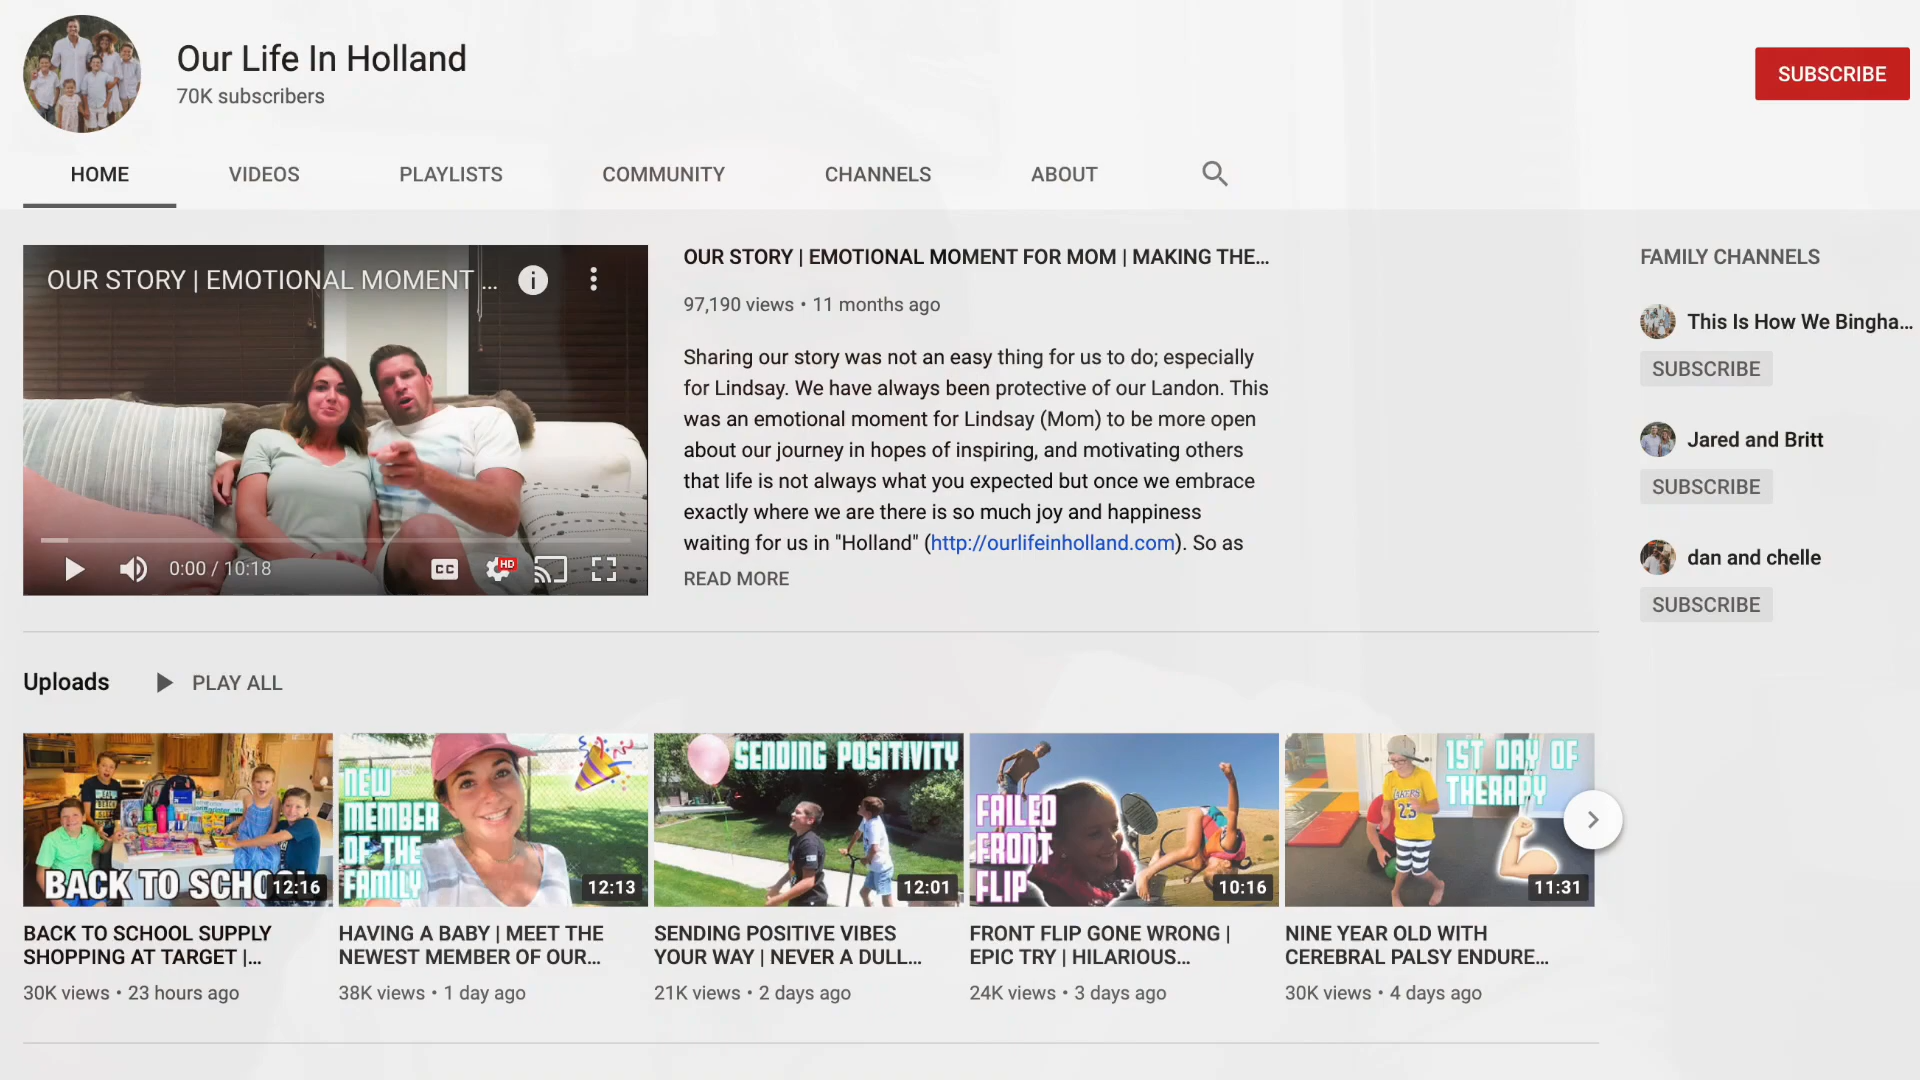 Our Life In Holland
70K subscribers
SUBSCRIBE
HOME VIDEOS PLAYLISTS COMMUNITY CHANNELS ABOUT
OUR STORY | EMOTIONAL MOMENT ...
CC HD
0:00 / 10:18
OUR STORY | EMOTIONAL MOMENT FOR MOM | MAKING THE...
97,190 views • 11 months ago
Sharing our story was not an easy thing for us to do; especially
for Lindsay. We have always been protective of our Landon. This
was an emotional moment for Lindsay (Mom) to be more open
about our journey in hopes of inspiring, and motivating others
that life is not always what you expected but once we embrace
exactly where we are there is so much joy and happiness
waiting for us in "Holland" (http://ourlifeinholland.com). So as
READ MORE
FAMILY CHANNELS
This Is How We Bingha...
SUBSCRIBE
Jared and Britt
SUBSCRIBE
dan and chelle
SUBSCRIBE
Uploads PLAY ALL
BACK TO SCHOOL
12:16
BACK TO SCHOOL SUPPLY
SHOPPING AT TARGET |...
30K views • 23 hours ago
NEW
MEMBER
OF THE
FAMILY
12:13
HAVING A BABY | MEET THE
NEWEST MEMBER OF OUR...
38K views • 1 day ago
SENDING POSITIVITY
12:01
SENDING POSITIVE VIBES
YOUR WAY | NEVER A DULL...
21K views • 2 days ago
FAILED
FRONT
FLIP
10:16
FRONT FLIP GONE WRONG |
EPIC TRY | HILARIOUS...
24K views • 3 days ago
1ST DAY OF
THERAPY
LAKERS
23
11:31
NINE YEAR OLD WITH
CEREBRAL PALSY ENDURE...
30K views • 4 days ago